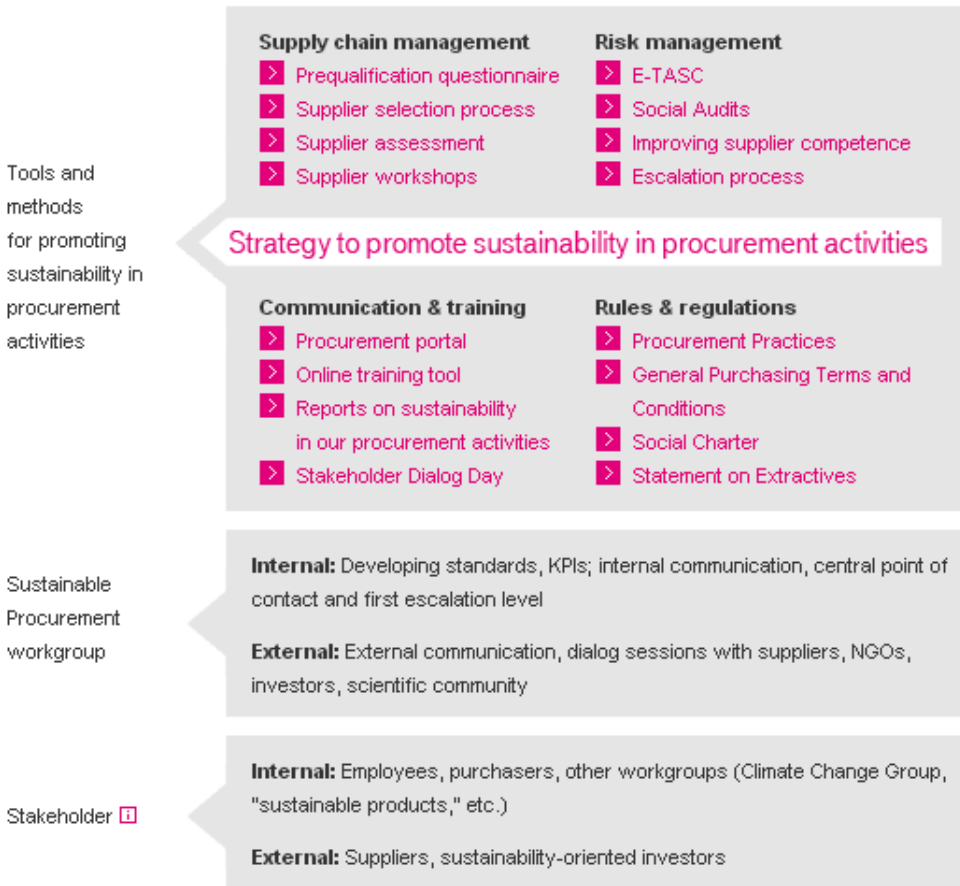 Tools and
methods
for promoting
sustainability in
procurement
activities
Supply chain management
Prequalification questionnaire
Supplier selection process
Supplier assessment
Supplier workshops
Risk management
E-TASC
Social Audits
Improving supplier competence
Escalation process
Strategy to promote sustainability in procurement activities
Communication & training
Procurement portal
Online training tool
Reports on sustainability
in our procurement activities
Stakeholder Dialog Day
Rules & regulations
Procurement Practices
General Purchasing Terms and
Conditions
Social Charter
Statement on Extractives
Sustainable
Procurement
workgroup
Internal: Developing standards, KPIs; internal communication, central point of
contact and first escalation level
External: External communication, dialog sessions with suppliers, NGOs,
investors, scientific community
Stakeholder i
Internal: Employees, purchasers, other workgroups (Climate Change Group,
"sustainable products," etc.)
External: Suppliers, sustainability-oriented investors